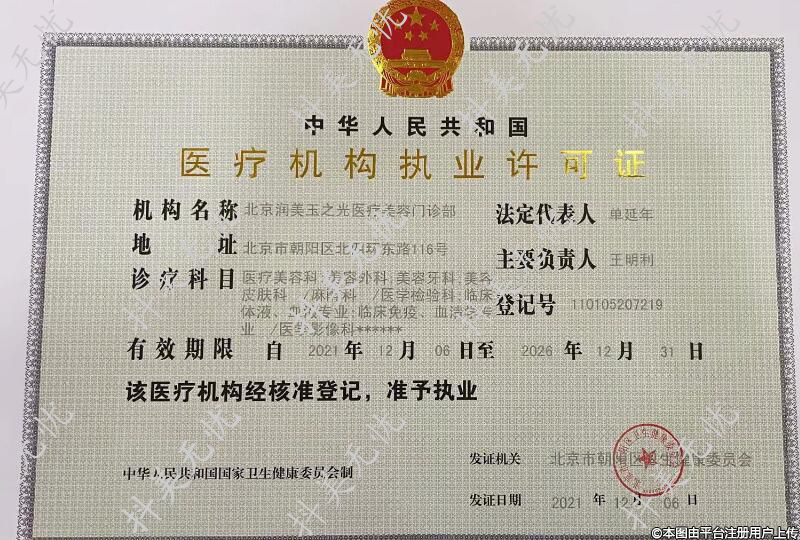 中华人民共和国
医疗机构执业许可证
机构名称 北京润美玉之光医疗美容门诊部 法定代表人 单延年
地址 北京市朝阳区北四环东路116号 主要负责人 王明利
诊疗科目 医疗美容科;美容外科;美容牙科;美容
皮肤科 /麻醉科 /医学检验科;临床
体液、血液专业;临床免疫、血清学专
业 /医学影像科******
登记号 110105207219
有效期限 自 2021 年 12 月 06 日至 2026 年 12 月 31 日
该医疗机构经核准登记，准予执业
中华人民共和国国家卫生健康委员会制
发证机关 北京市朝阳区卫生健康委员会
发证日期 2021 年 12 月 06 日
抖美无忧
©本图由平台注册用户上传